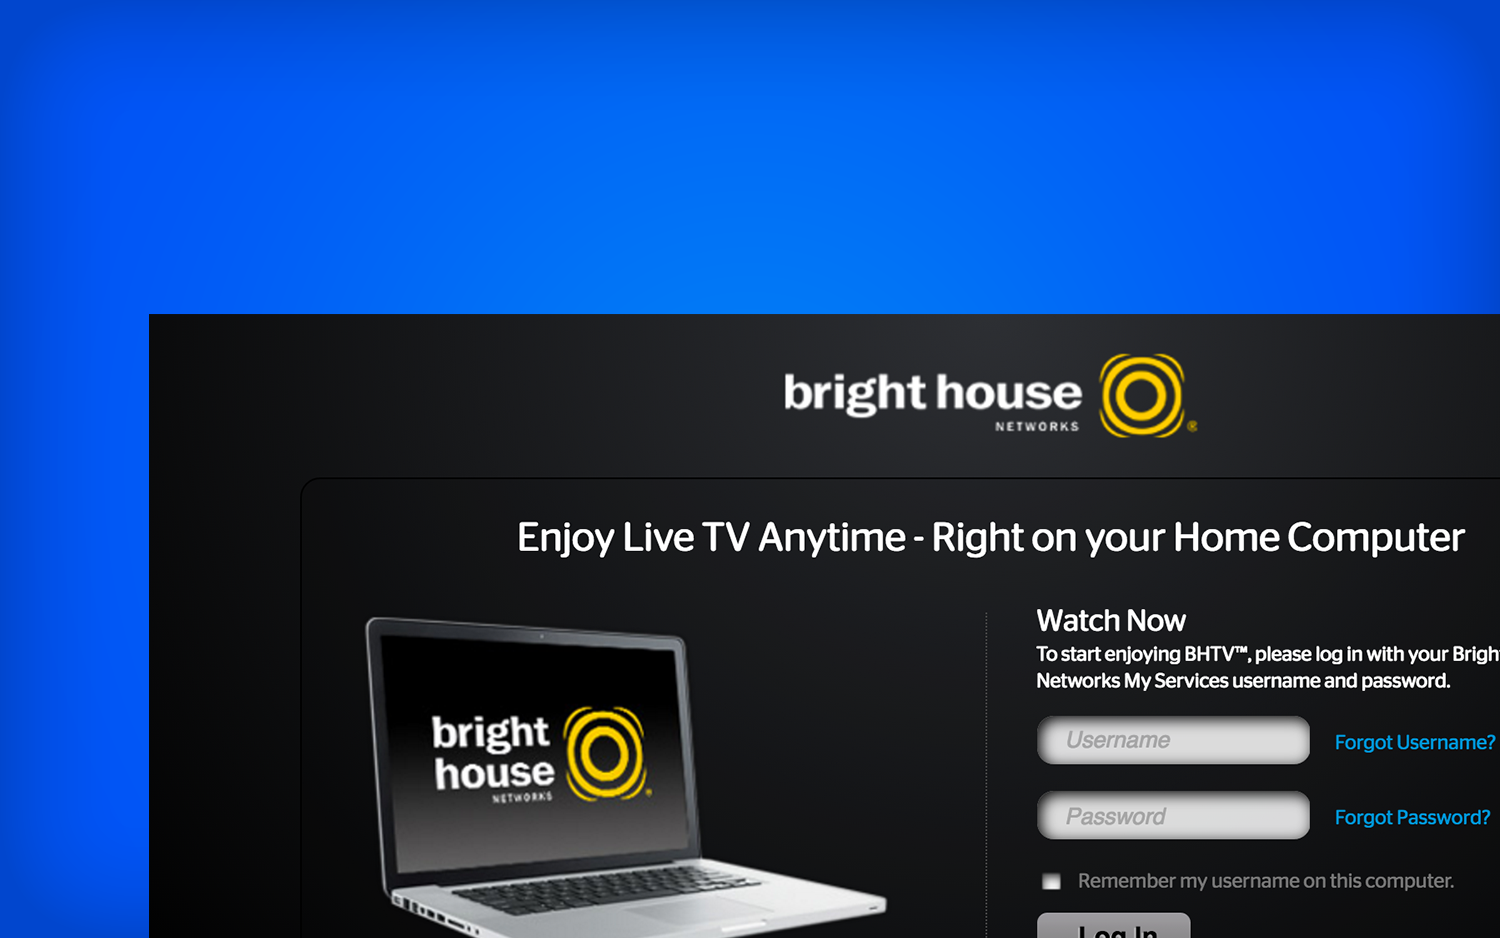 bright house
NETWORKS
®
Enjoy Live TV Anytime - Right on your Home Computer
bright
house
NETWORKS
Watch Now
To start enjoying BHTV™, please log in with your Bright
Networks My Services username and password.
Username
Forgot Username?
Password
Forgot Password?
Remember my username on this computer.
Log In